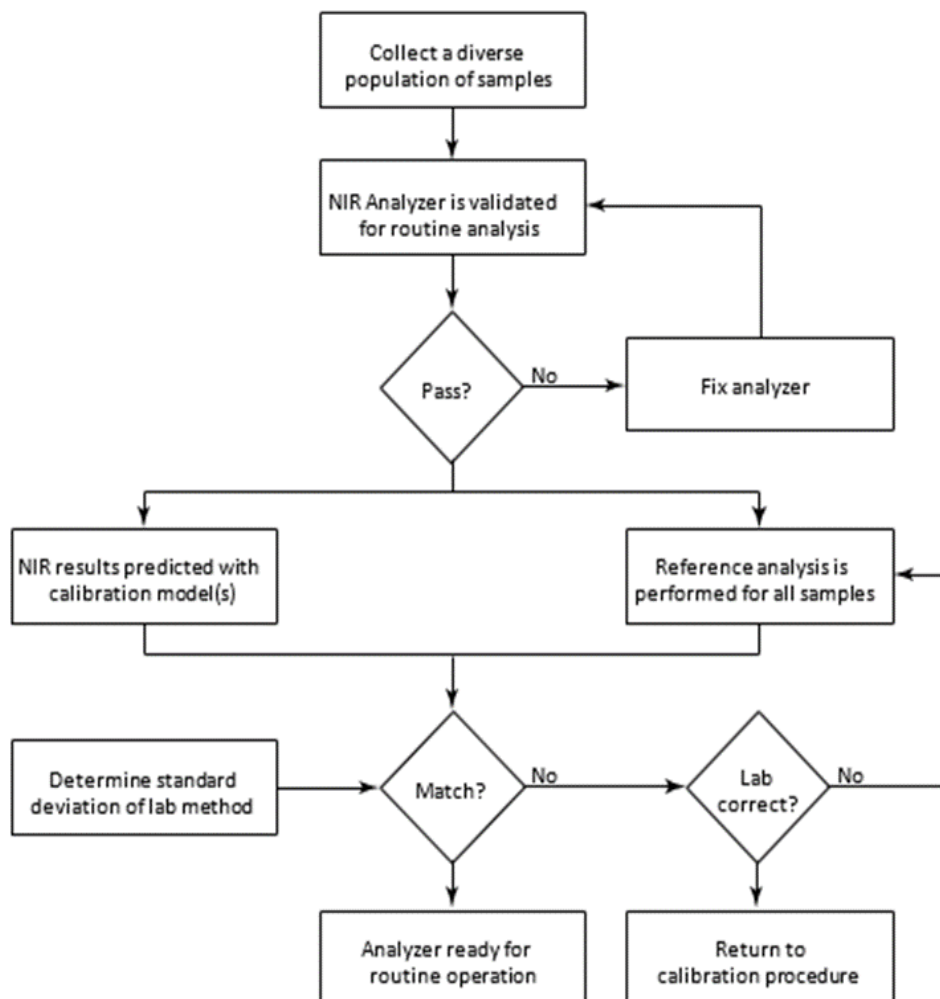 Collect a diverse
population of samples
NIR Analyzer is validated
for routine analysis
Pass?
No
Fix analyzer
NIR results predicted with
calibration model(s)
Reference analysis is
performed for all samples
Determine standard
deviation of lab method
Match?
No
Lab
correct?
No
Analyzer ready for
routine operation
Return to
calibration procedure